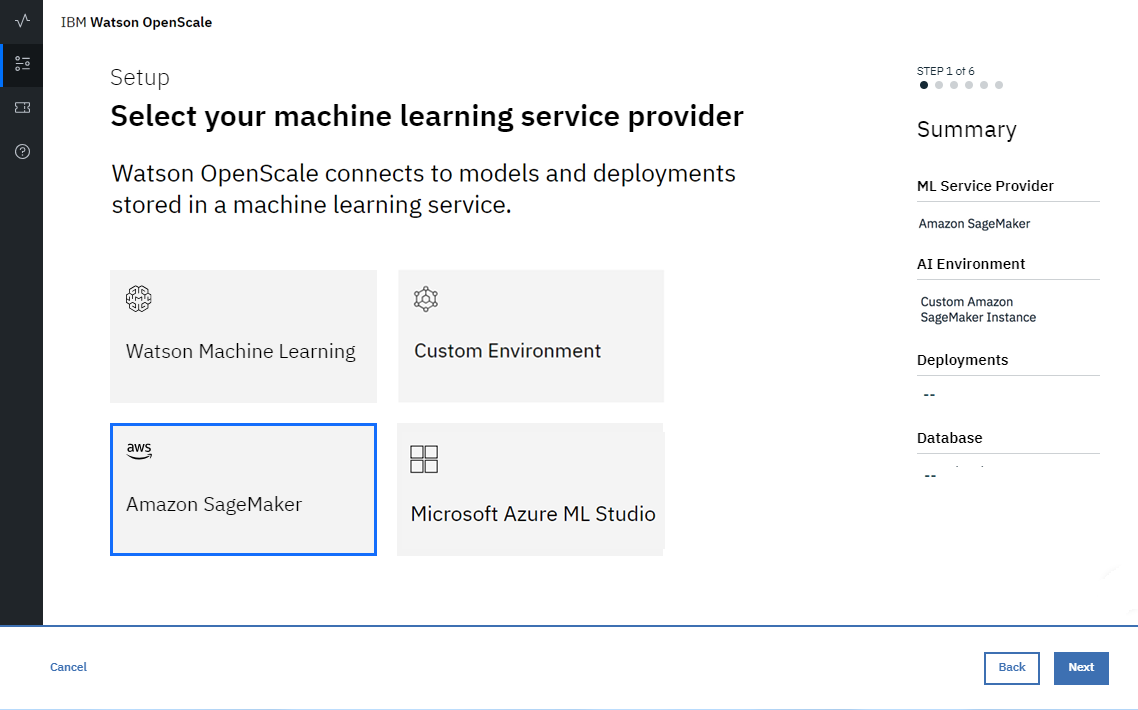 IBM Watson OpenScale
Setup
Select your machine learning service provider
Watson OpenScale connects to models and deployments
stored in a machine learning service.
Watson Machine Learning
Custom Environment
aws
Amazon SageMaker
Microsoft Azure ML Studio
STEP 1 of 6
Summary
ML Service Provider
Amazon SageMaker
AI Environment
Custom Amazon
SageMaker Instance
Deployments
--
Database
--
Cancel
Back
Next